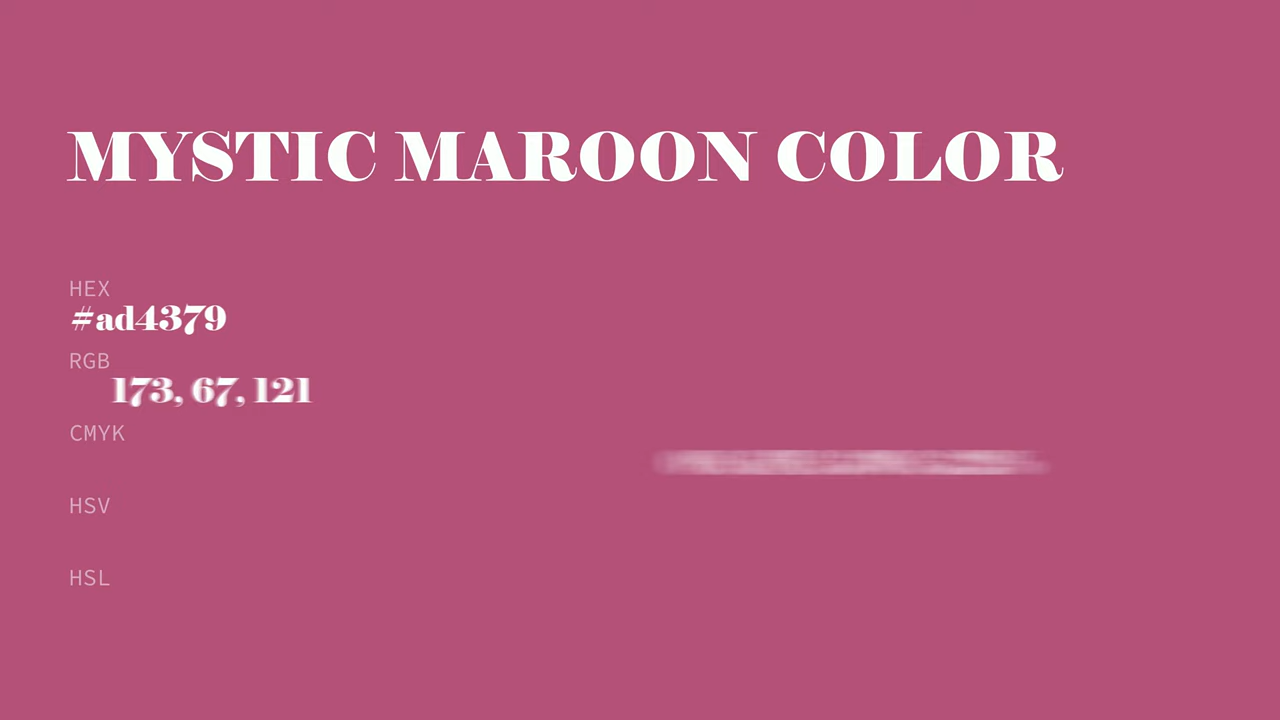 MYSTIC MAROON COLOR
HEX
#ad4379
RGB
173, 67, 121
CMYK
HSV
HSL